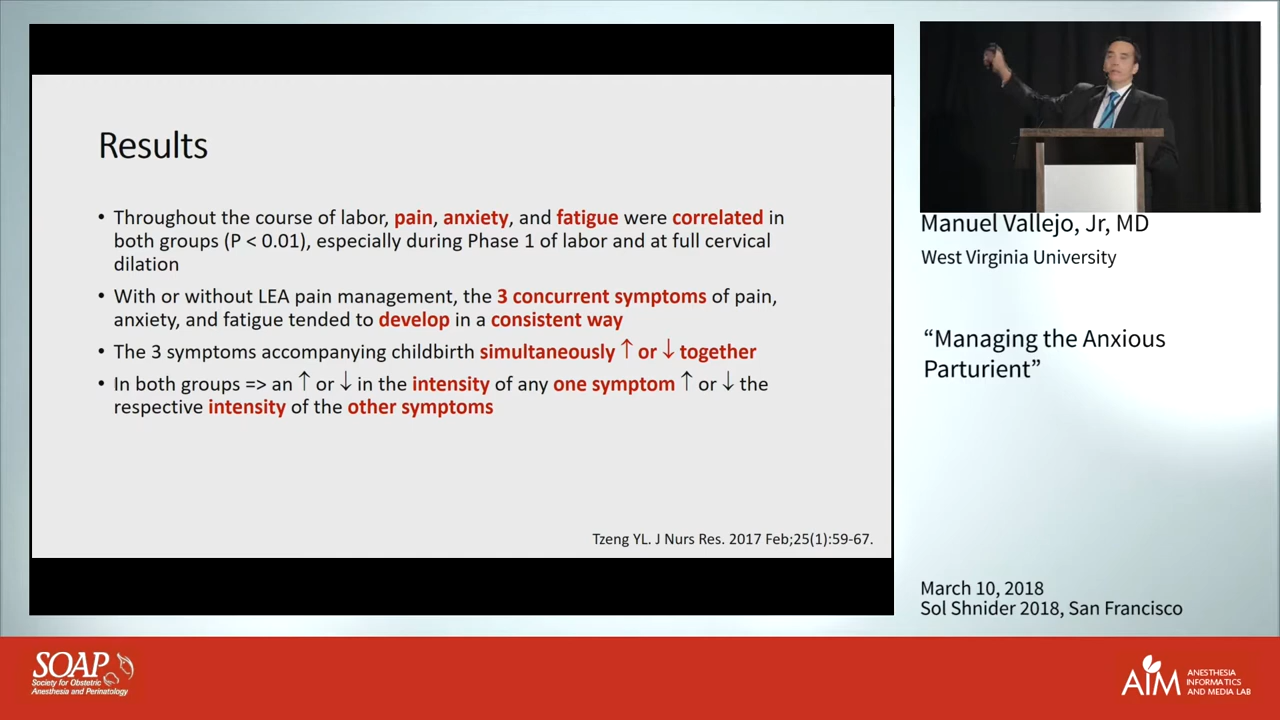 Results
• Throughout the course of labor, pain, anxiety, and fatigue were correlated in
both groups (P < 0.01), especially during Phase 1 of labor and at full cervical
dilation
• With or without LEA pain management, the 3 concurrent symptoms of pain,
anxiety, and fatigue tended to develop in a consistent way
• The 3 symptoms accompanying childbirth simultaneously ↑ or ↓ together
• In both groups => an ↑ or ↓ in the intensity of any one symptom ↑ or ↓ the
respective intensity of the other symptoms
Tzeng YL. J Nurs Res. 2017 Feb;25(1):59-67.
Manuel Vallejo, Jr, MD
West Virginia University
“Managing the Anxious
Parturient”
March 10, 2018
Sol Shnider 2018, San Francisco
SOAP
Society for Obstetric
Anesthesia and Perinatology
AIM
ANESTHESIA
INFORMATICS
AND MEDIA LAB